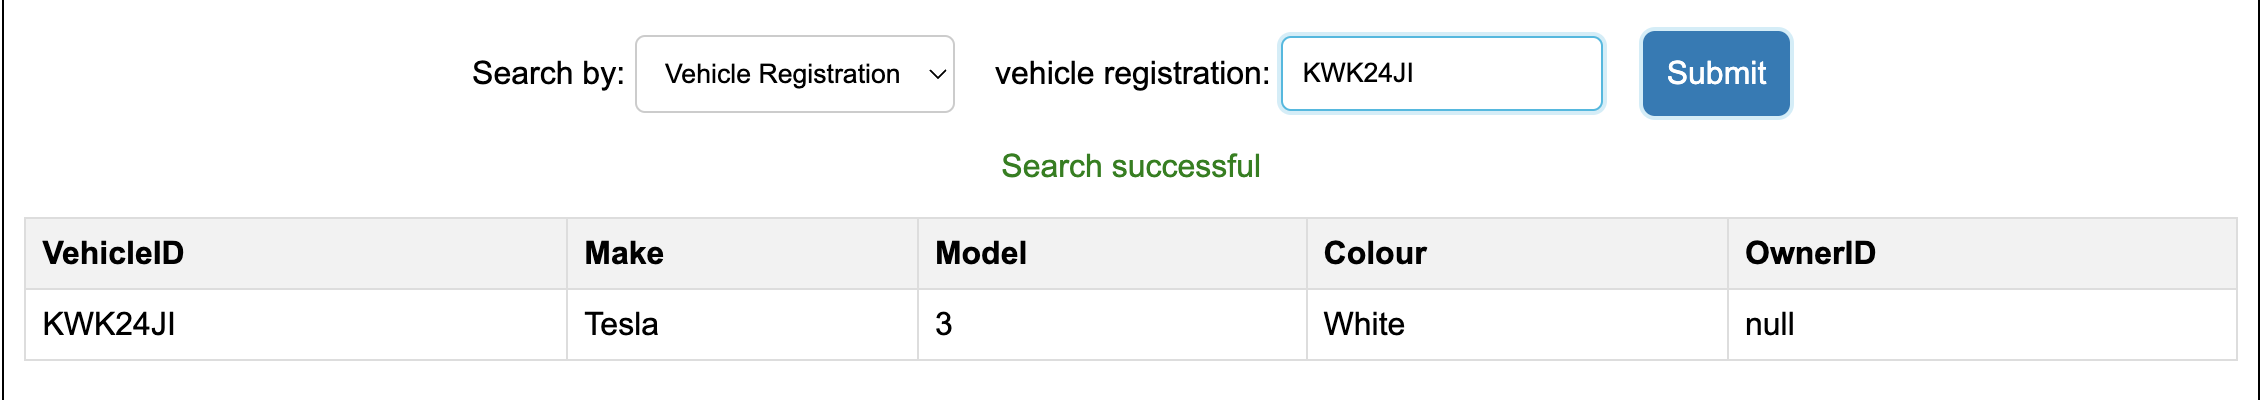 Search by: Vehicle Registration vehicle registration: KWK24JI Submit
Search successful
VehicleID Make Model Colour OwnerID
KWK24JI Tesla 3 White null